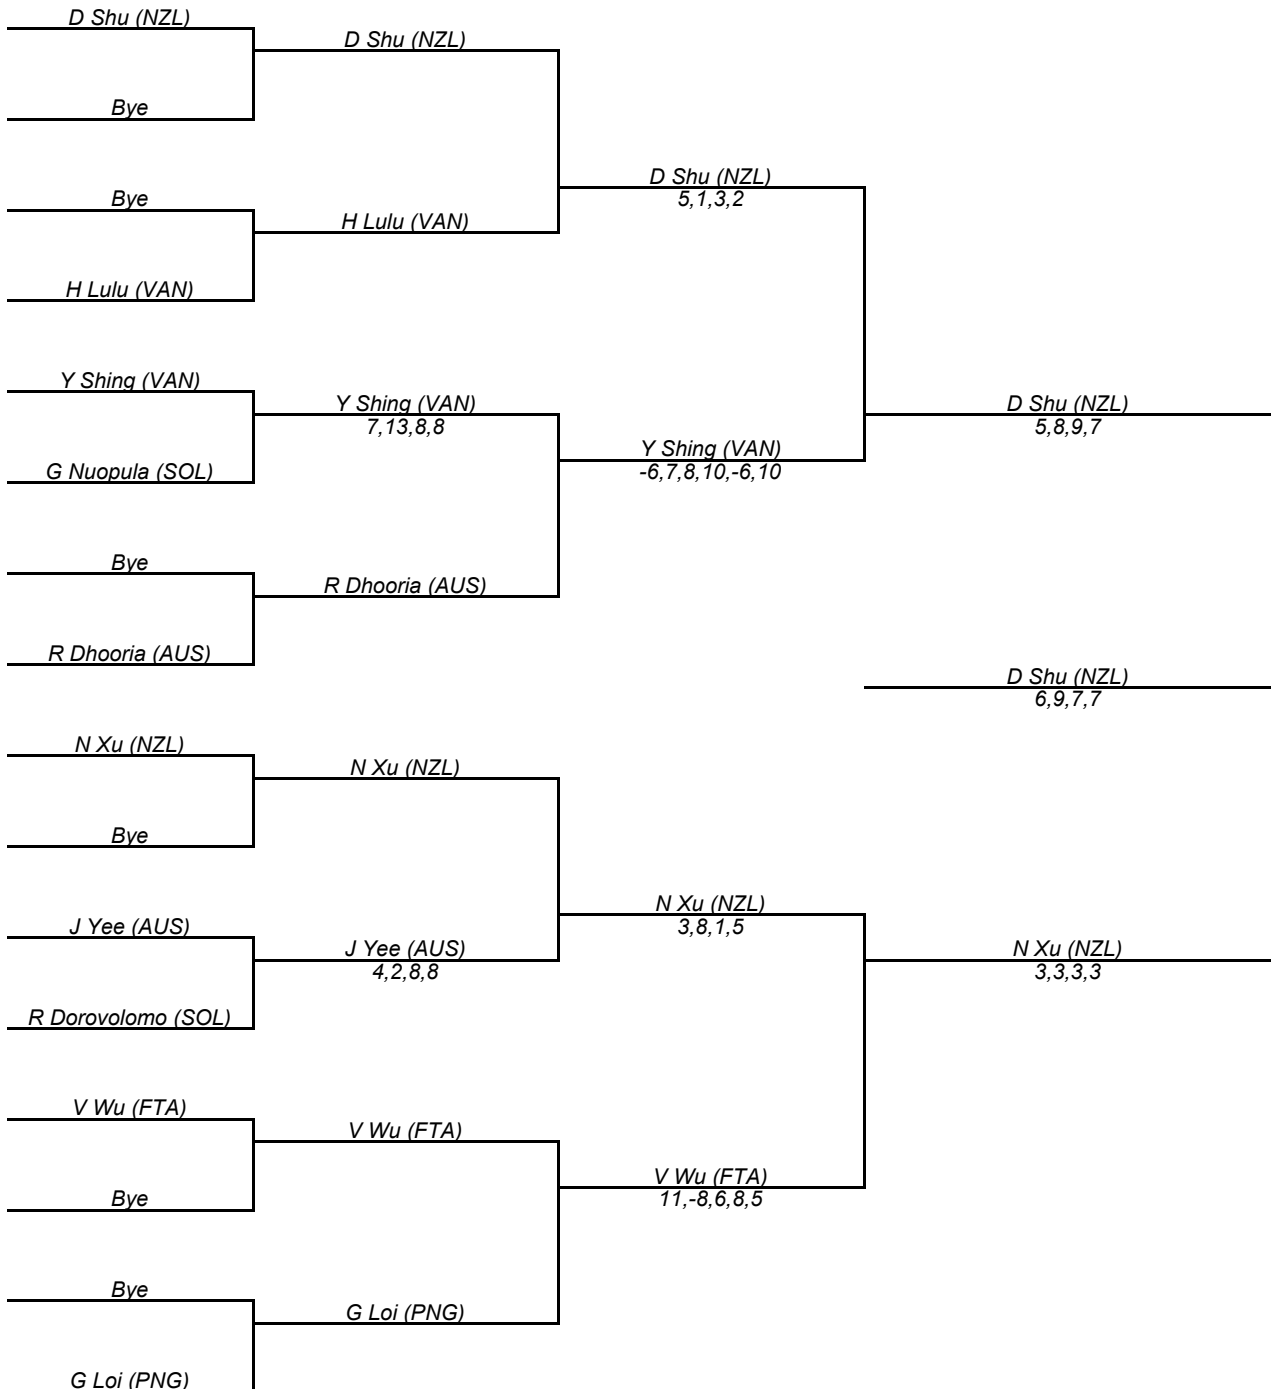 D Shu (NZL)
D Shu (NZL)
Bye
D Shu (NZL)
5,1,3,2
Bye
H Lulu (VAN)
H Lulu (VAN)
Y Shing (VAN)
Y Shing (VAN)
7,13,8,8
D Shu (NZL)
5,8,9,7
Y Shing (VAN)
-6,7,8,10,-6,10
G Nuopula (SOL)
Bye
R Dhooria (AUS)
R Dhooria (AUS)
D Shu (NZL)
6,9,7,7
N Xu (NZL)
N Xu (NZL)
Bye
N Xu (NZL)
3,8,1,5
J Yee (AUS)
J Yee (AUS)
4,2,8,8
N Xu (NZL)
3,3,3,3
R Dorovolomo (SOL)
V Wu (FTA)
V Wu (FTA)
V Wu (FTA)
11,-8,6,8,5
Bye
Bye
G Loi (PNG)
G Loi (PNG)